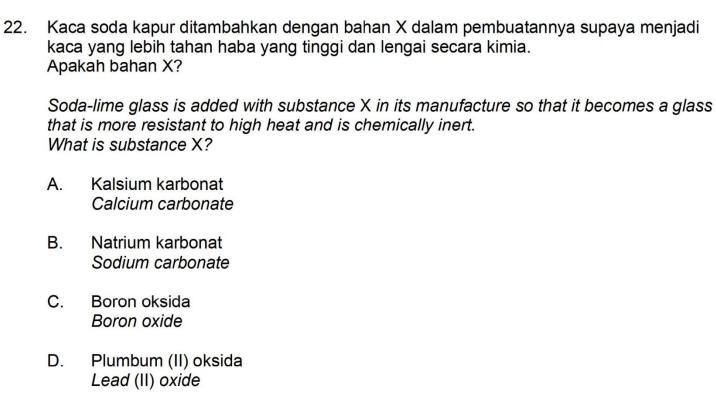 22. Kaca soda kapur ditambahkan dengan bahan X dalam pembuatannya supaya menjadi
kaca yang lebih tahan haba yang tinggi dan lengai secara kimia.
Apakah bahan X?
Soda-lime glass is added with substance X in its manufacture so that it becomes a glass
that is more resistant to high heat and is chemically inert.
What is substance X?
A. Kalsium karbonat
Calcium carbonate
B. Natrium karbonat
Sodium carbonate
C. Boron oksida
Boron oxide
D. Plumbum (II) oksida
Lead (II) oxide